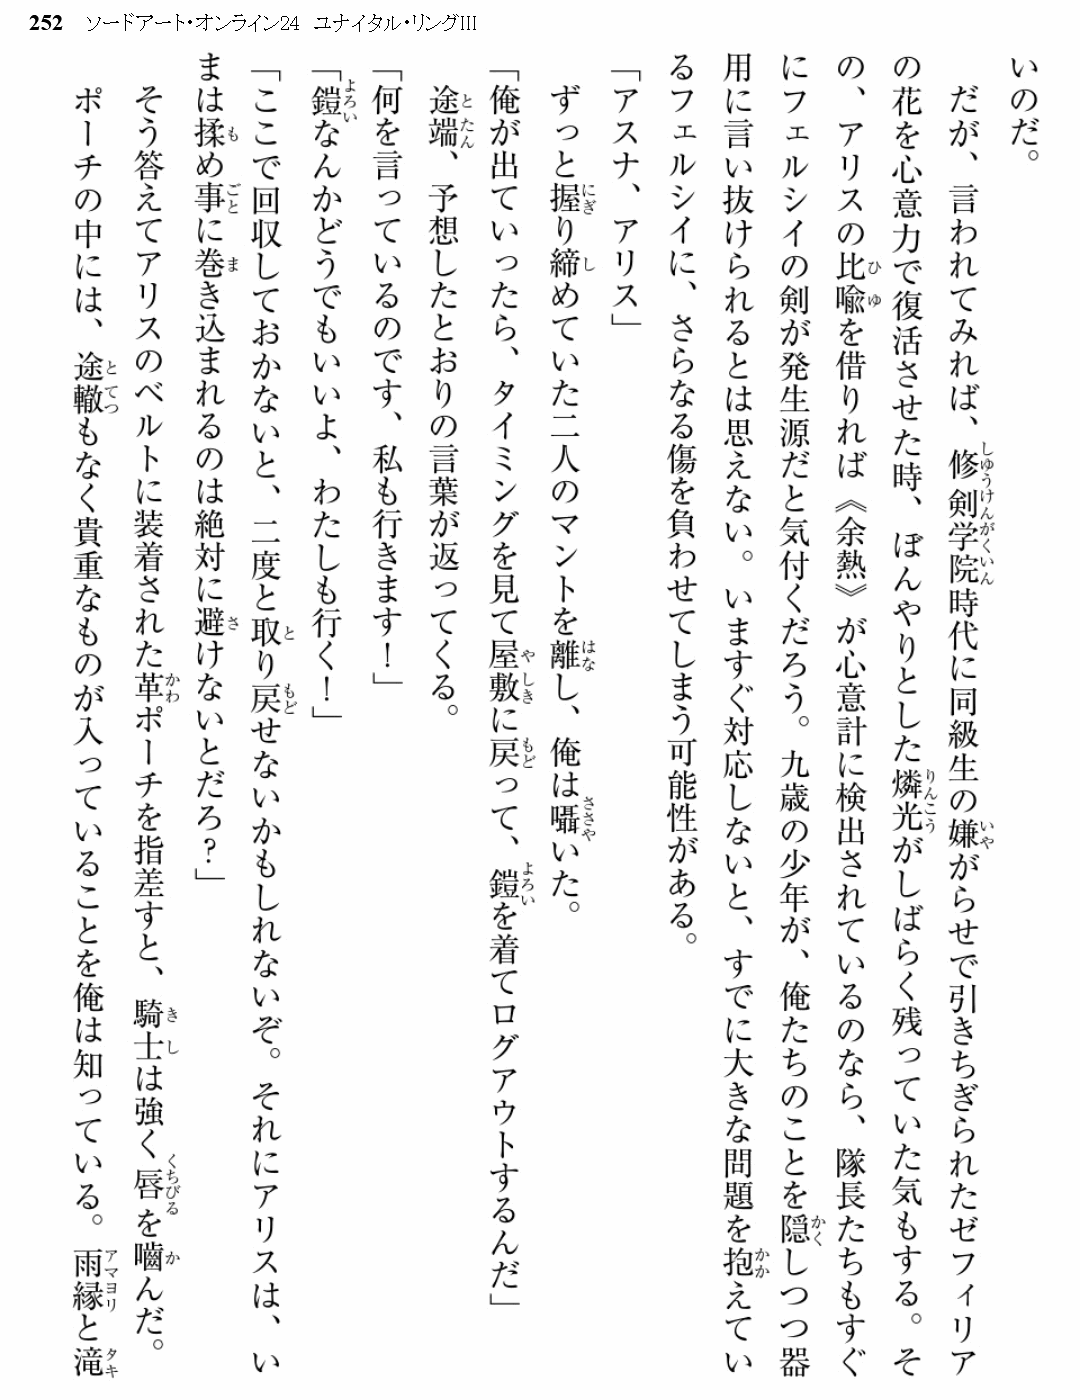 252 ソードアート・オンライン24 ユナイタル・リングIII
いのだ。
　だが、言われてみれば、修剣学院時代に同級生の嫌がらせで引きちぎられたゼフィリア
の花を心意力で復活させた時、ぼんやりとした燐光がしばらく残っていた気もする。そ
の、アリスの比喩を借りれば《余熱》が心意計に検出されているのなら、隊長たちもすぐ
にフェルシイの剣が発生源だと気付くだろう。九歳の少年が、俺たちのことを隠しつつ器
用に言い抜けられるとは思えない。いますぐ対応しないと、すでに大きな問題を抱えてい
るフェルシイに、さらなる傷を負わせてしまう可能性がある。
「アスナ、アリス」
　ずっと握り締めていた二人のマントを離し、俺は囁いた。
「俺が出ていったら、タイミングを見て屋敷に戻って、鎧を着てログアウトするんだ」
　途端、予想したとおりの言葉が返ってくる。
「何を言っているのです、私も行きます！」
「鎧なんかどうでもいいよ、わたしも行く！」
「ここで回収しておかないと、二度と取り戻せないかもしれないぞ。それにアリスは、い
まは揉め事に巻き込まれるのは絶対に避けないとだろ？」
　そう答えてアリスのベルトに装着された革ポーチを指差すと、騎士は強く唇を嚙んだ。
　ポーチの中には、途轍もなく貴重なものが入っていることを俺は知っている。雨縁と滝